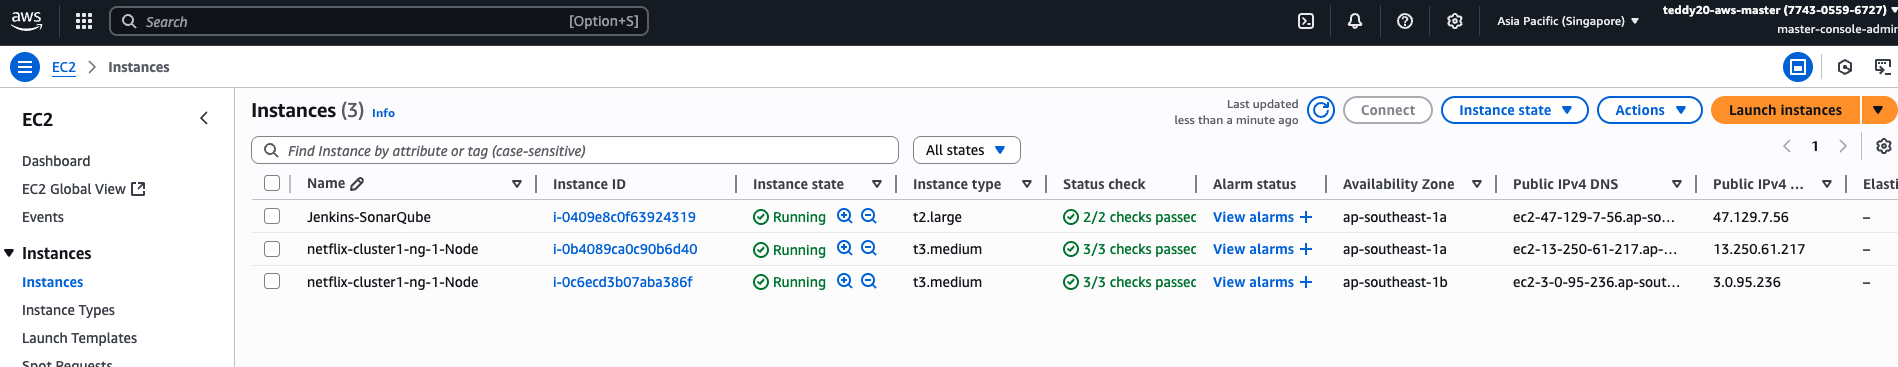 aws Search [Option+S] Asia Pacific (Singapore) teddy20-aws-master (7743-0559-6727)
master-console-admin
EC2 > Instances
EC2
Dashboard
EC2 Global View
Events
Instances
Instances
Instance Types
Launch Templates
Spot Requests
Instances (3) Info
Last updated
less than a minute ago
Connect Instance state Actions Launch instances
Find Instance by attribute or tag (case-sensitive) All states 1
Name Instance ID Instance state Instance type Status check Alarm status Availability Zone Public IPv4 DNS Public IPv4 ... Elasti
Jenkins-SonarQube i-0409e8c0f63924319 Running t2.large 2/2 checks passed View alarms + ap-southeast-1a ec2-47-129-7-56.ap-so... 47.129.7.56 –
netflix-cluster1-ng-1-Node i-0b4089ca0c90b6d40 Running t3.medium 3/3 checks passed View alarms + ap-southeast-1a ec2-13-250-61-217.ap-... 13.250.61.217 –
netflix-cluster1-ng-1-Node i-0c6ecd3b07aba386f Running t3.medium 3/3 checks passed View alarms + ap-southeast-1b ec2-3-0-95-236.ap-sout... 3.0.95.236 –